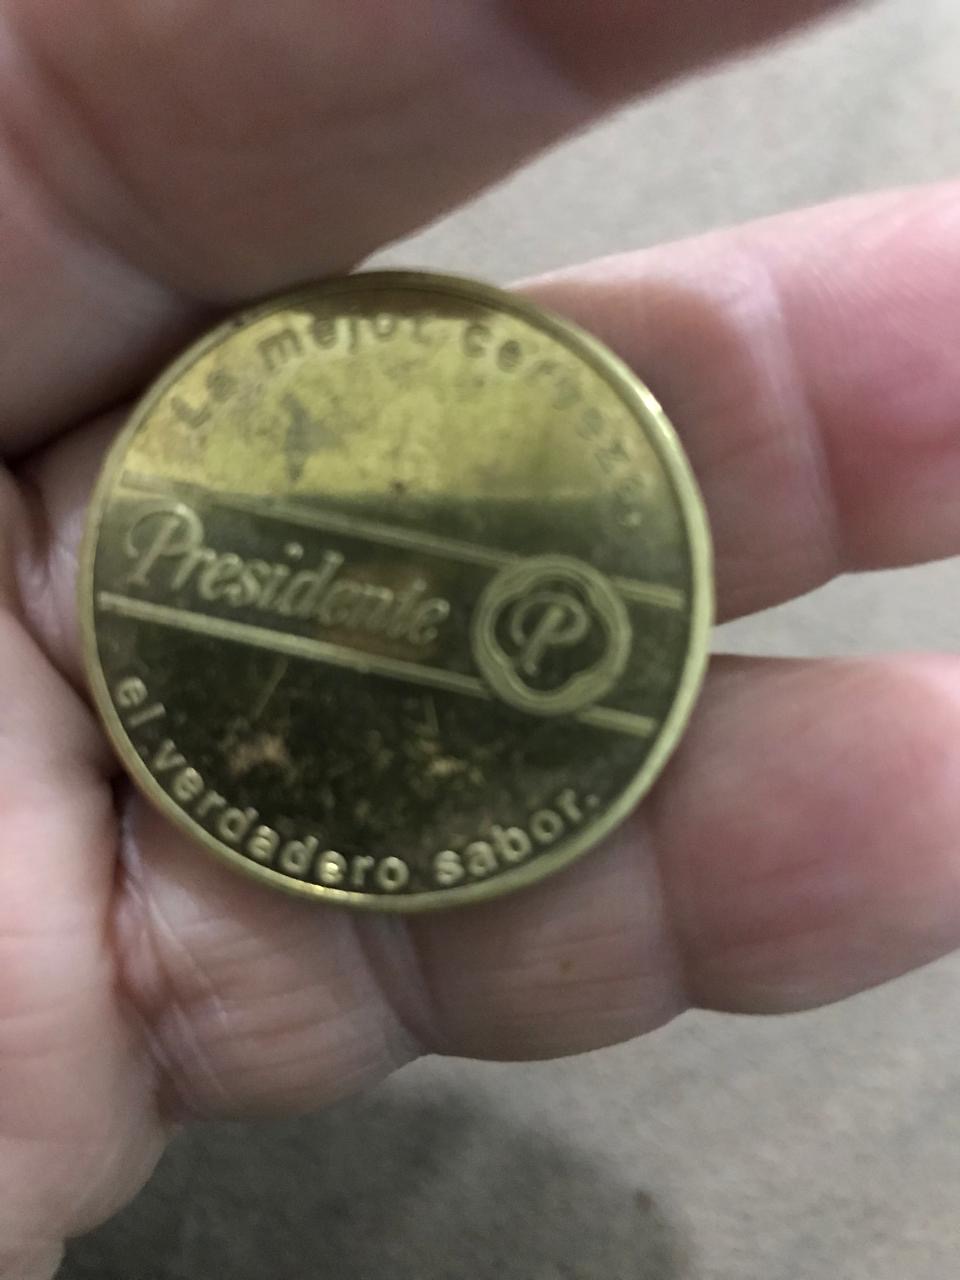 La mejor cerveza,
Presidente
P
el verdadero sabor.